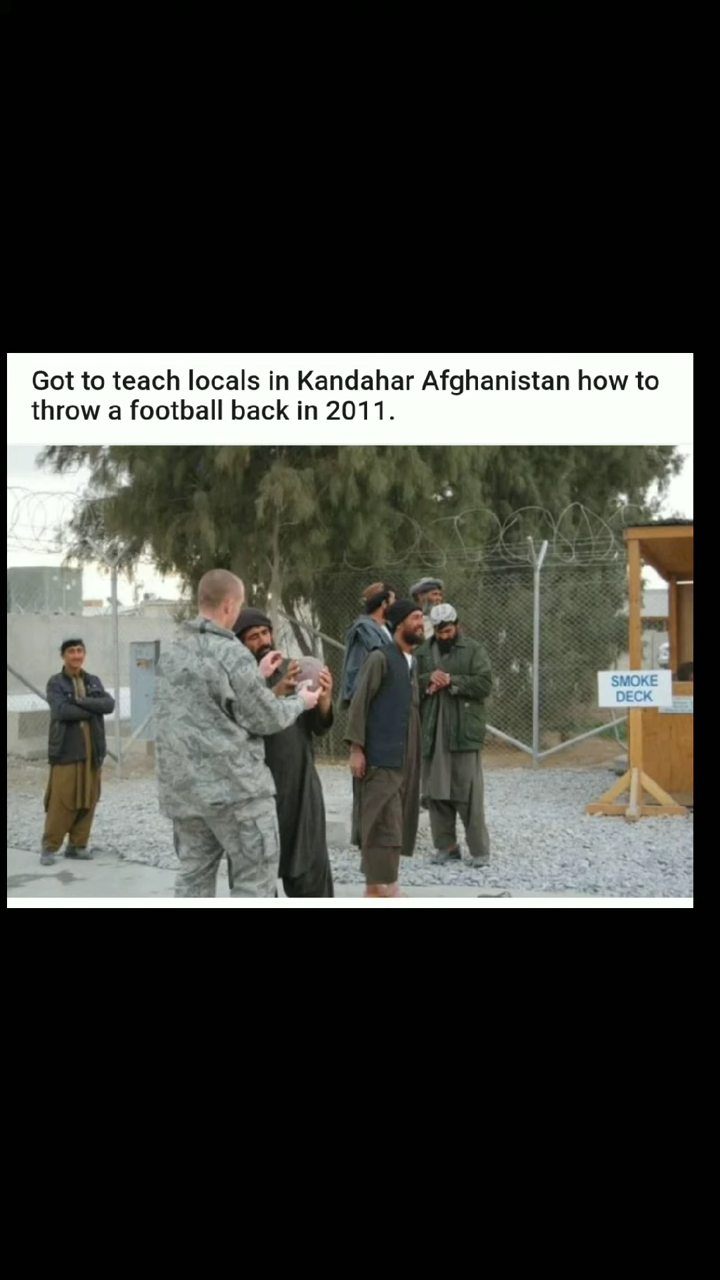 Got to teach locals in Kandahar Afghanistan how to
throw a football back in 2011.
SMOKE
DECK